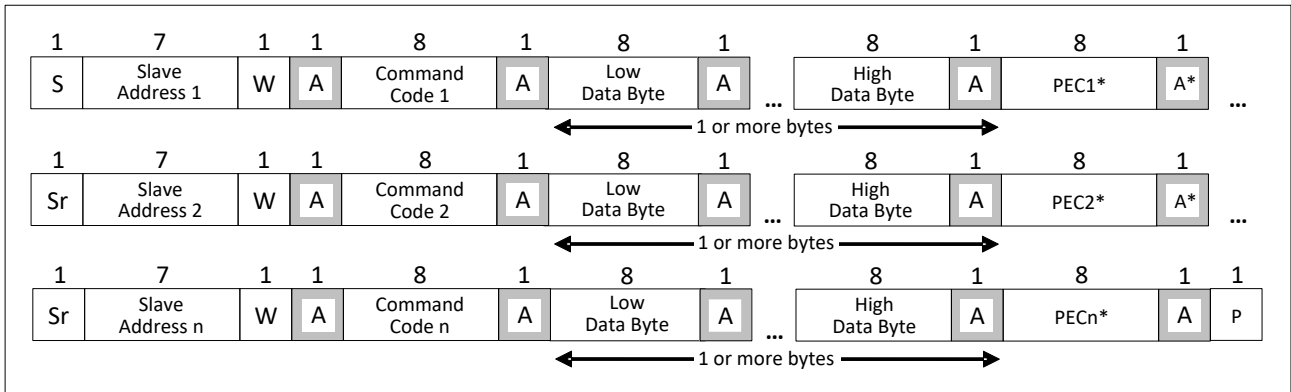 1 7 1 1 8 1 8 1 8 1 8 1
S Slave Address 1 W A Command Code 1 A Low Data Byte A ... High Data Byte A PEC1* A* ...
1 or more bytes
1 7 1 1 8 1 8 1 8 1 8 1
Sr Slave Address 2 W A Command Code 2 A Low Data Byte A ... High Data Byte A PEC2* A* ...
1 or more bytes
1 7 1 1 8 1 8 1 8 1 8 1 1
Sr Slave Address n W A Command Code n A Low Data Byte A ... High Data Byte A PECn* A P
1 or more bytes